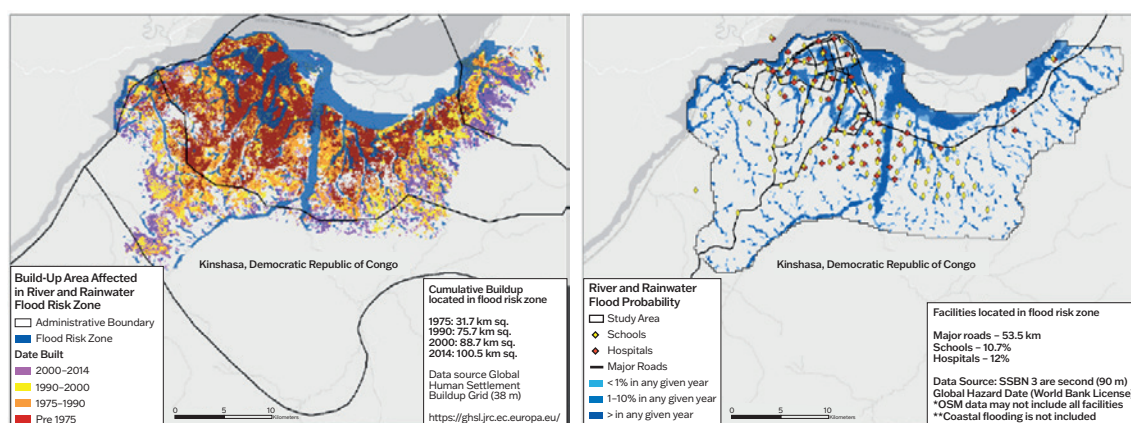 Kinshasa, Democratic Republic of Congo
Build-Up Area Affected
in River and Rainwater
Flood Risk Zone
Administrative Boundary
Flood Risk Zone
Date Built
2000–2014
1990–2000
1975–1990
Pre 1975
0 5 10
Kilometers
Cumulative Buildup
located in flood risk zone
1975: 31.7 km sq.
1990: 75.7 km sq.
2000: 88.7 km sq.
2014: 100.5 km sq.
Data source Global
Human Settlement
Buildup Grid (38 m)
https://ghsl.jrc.ec.europa.eu/
Kinshasa, Democratic Republic of Congo
River and Rainwater
Flood Probability
Study Area
Schools
Hospitals
Major Roads
< 1% in any given year
1–10% in any given year
> in any given year
0 5 10
Kilometers
Facilities located in flood risk zone
Major roads – 53.5 km
Schools – 10.7%
Hospitals – 12%
Data Source: SSBN 3 are second (90 m)
Global Hazard Date (World Bank License)
*OSM data may not include all facilities
**Coastal flooding is not included